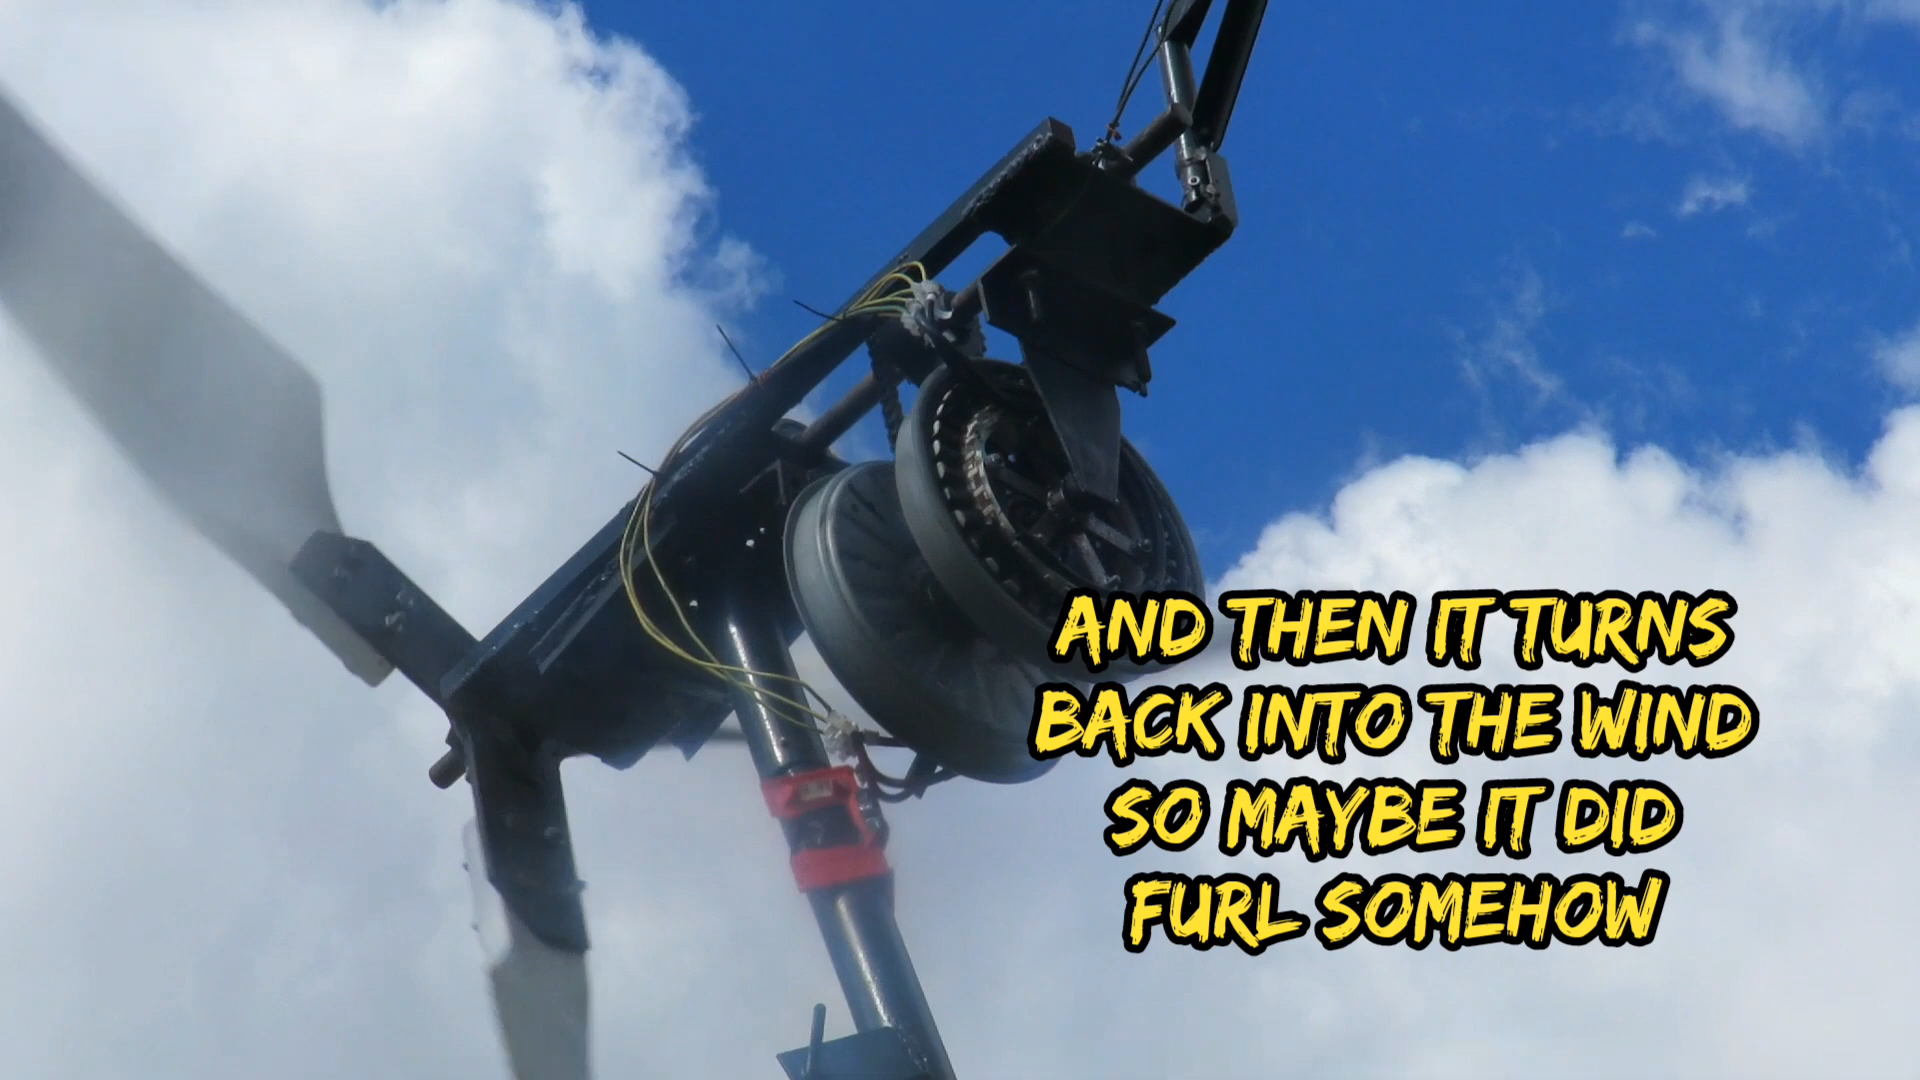 AND THEN IT TURNS
BACK INTO THE WIND
SO MAYBE IT DID
FURL SOMEHOW